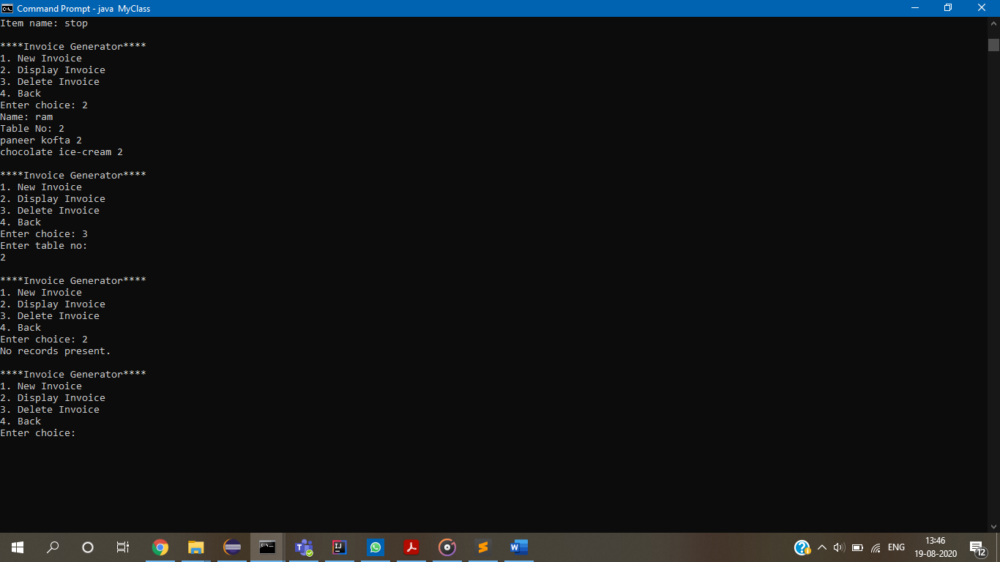 Command Prompt - java  MyClass
Item name: stop

****Invoice Generator****
1. New Invoice
2. Display Invoice
3. Delete Invoice
4. Back
Enter choice: 2
Name: ram
Table No: 2
paneer kofta 2
chocolate ice-cream 2

****Invoice Generator****
1. New Invoice
2. Display Invoice
3. Delete Invoice
4. Back
Enter choice: 3
Enter table no:
2

****Invoice Generator****
1. New Invoice
2. Display Invoice
3. Delete Invoice
4. Back
Enter choice: 2
No records present.

****Invoice Generator****
1. New Invoice
2. Display Invoice
3. Delete Invoice
4. Back
Enter choice:
ENG
13:46
19-08-2020
12